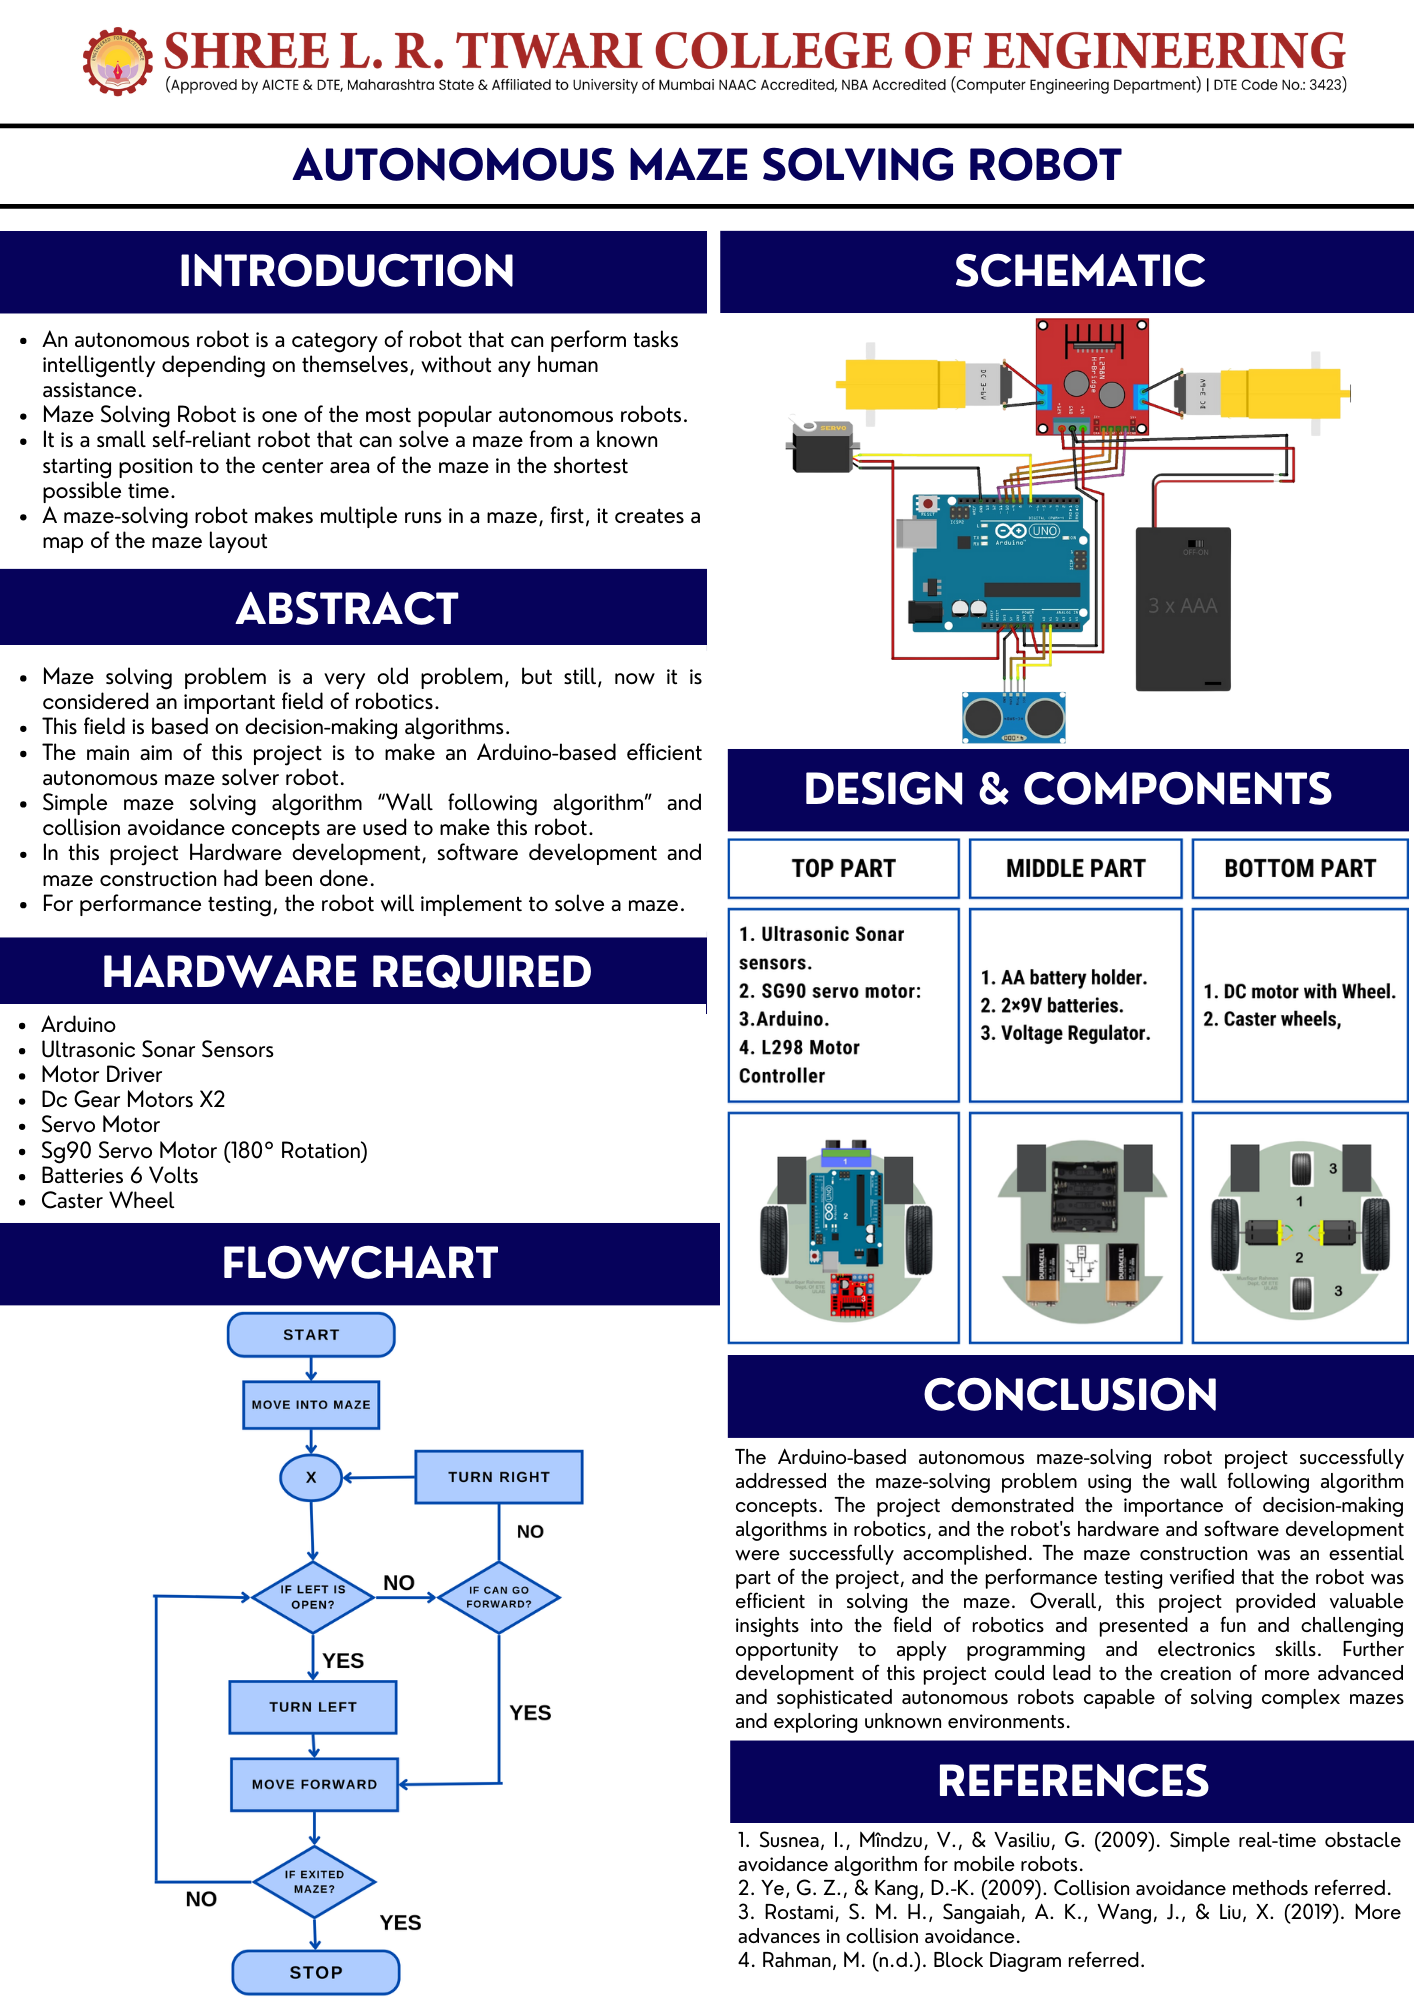 SHREE L. R. TIWARI COLLEGE OF ENGINEERING
(Approved by AICTE & DTE, Maharashtra State & Affiliated to University of Mumbai NAAC Accredited, NBA Accredited (Computer Engineering Department) | DTE Code No.: 3423)
AUTONOMOUS MAZE SOLVING ROBOT
INTRODUCTION
• An autonomous robot is a category of robot that can perform tasks
intelligently depending on themselves, without any human
assistance.
• Maze Solving Robot is one of the most popular autonomous robots.
• It is a small self-reliant robot that can solve a maze from a known
starting position to the center area of the maze in the shortest
possible time.
• A maze-solving robot makes multiple runs in a maze, first, it creates a
map of the maze layout
ABSTRACT
• Maze solving problem is a very old problem, but still, now it is
considered an important field of robotics.
• This field is based on decision-making algorithms.
• The main aim of this project is to make an Arduino-based efficient
autonomous maze solver robot.
• Simple maze solving algorithm “Wall following algorithm” and
collision avoidance concepts are used to make this robot.
• In this project Hardware development, software development and
maze construction had been done.
• For performance testing, the robot will implement to solve a maze.
HARDWARE REQUIRED
• Arduino
• Ultrasonic Sonar Sensors
• Motor Driver
• Dc Gear Motors X2
• Servo Motor
• Sg90 Servo Motor (180° Rotation)
• Batteries 6 Volts
• Caster Wheel
FLOWCHART
START
MOVE INTO MAZE
X
TURN RIGHT
NO
IF LEFT IS
OPEN?
NO
IF CAN GO
FORWARD?
YES
TURN LEFT
YES
MOVE FORWARD
IF EXITED
MAZE?
NO
YES
STOP
SCHEMATIC
DC 3-6V
L298N
H-Bridge
DC 3-6V
SERVO
UNO
Arduino
OFF-ON
3 x AAA
DESIGN & COMPONENTS
TOP PART
MIDDLE PART
BOTTOM PART
1. Ultrasonic Sonar
sensors.
2. SG90 servo motor:
3.Arduino.
4. L298 Motor
Controller
1. AA battery holder.
2. 2×9V batteries.
3. Voltage Regulator.
1. DC motor with Wheel.
2. Caster wheels,
1
UNO
2
3
DURACELL
DURACELL
3
1
2
3
CONCLUSION
The Arduino-based autonomous maze-solving robot project successfully
addressed the maze-solving problem using the wall following algorithm
concepts. The project demonstrated the importance of decision-making
algorithms in robotics, and the robot's hardware and software development
were successfully accomplished. The maze construction was an essential
part of the project, and the performance testing verified that the robot was
efficient in solving the maze. Overall, this project provided valuable
insights into the field of robotics and presented a fun and challenging
opportunity to apply programming and electronics skills. Further
development of this project could lead to the creation of more advanced
and sophisticated autonomous robots capable of solving complex mazes
and exploring unknown environments.
REFERENCES
1. Susnea, I., Mîndzu, V., & Vasiliu, G. (2009). Simple real-time obstacle
avoidance algorithm for mobile robots.
2. Ye, G. Z., & Kang, D.-K. (2009). Collision avoidance methods referred.
3. Rostami, S. M. H., Sangaiah, A. K., Wang, J., & Liu, X. (2019). More
advances in collision avoidance.
4. Rahman, M. (n.d.). Block Diagram referred.